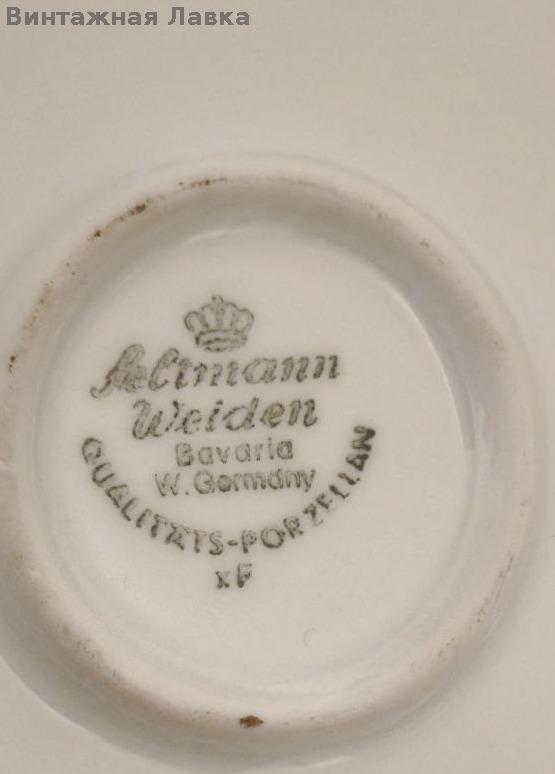 Винтажная Лавка
Seltmann
Weiden
Bavaria
W. Germany
QUALITÄTS-PORZELLAN
xF